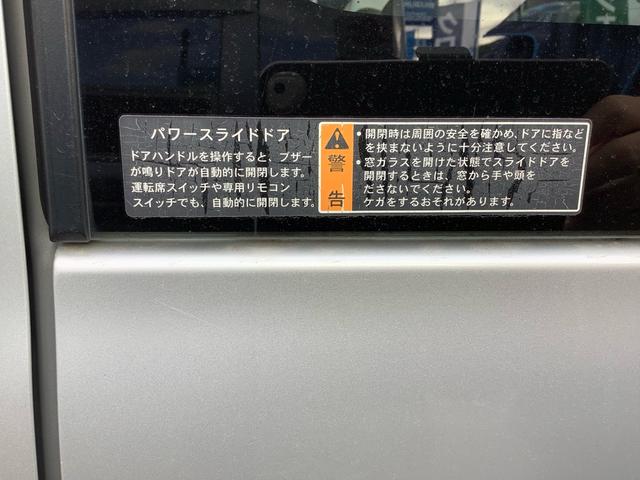 パワースライドドア
ドアハンドルを操作すると、ブザー
が鳴りドアが自動的に開閉します。
運転席スイッチや専用リモコン
スイッチでも、自動的に開閉します。
警告
• 開閉時は周囲の安全を確かめ、ドアに指など
を挟まないように十分注意してください。
• 窓ガラスを開けた状態でスライドドアを
開閉するときは、窓から手や頭を
ださないでください。
ケガをするおそれがあります。